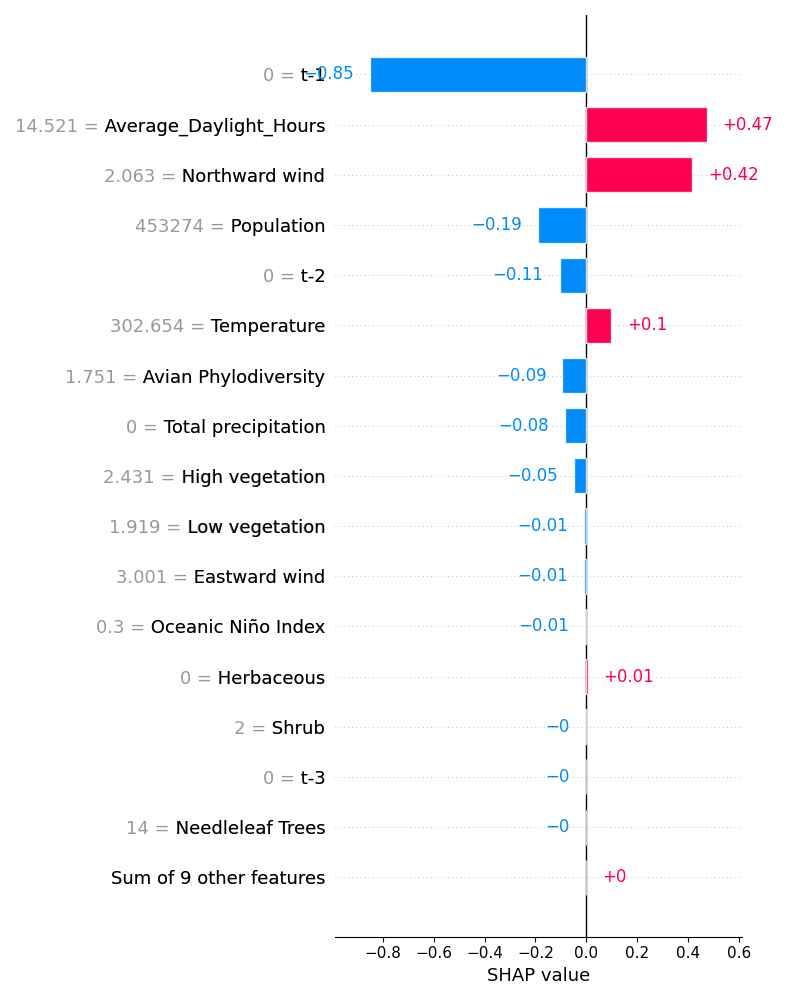 0 = t-1 −0.85
14.521 = Average_Daylight_Hours +0.47
2.063 = Northward wind +0.42
453274 = Population −0.19
0 = t-2 −0.11
302.654 = Temperature +0.1
1.751 = Avian Phylodiversity −0.09
0 = Total precipitation −0.08
2.431 = High vegetation −0.05
1.919 = Low vegetation −0.01
3.001 = Eastward wind −0.01
0.3 = Oceanic Niño Index −0.01
0 = Herbaceous +0.01
2 = Shrub −0
0 = t-3 −0
14 = Needleleaf Trees −0
Sum of 9 other features +0
−0.8 −0.6 −0.4 −0.2 0.0 0.2 0.4 0.6
SHAP value